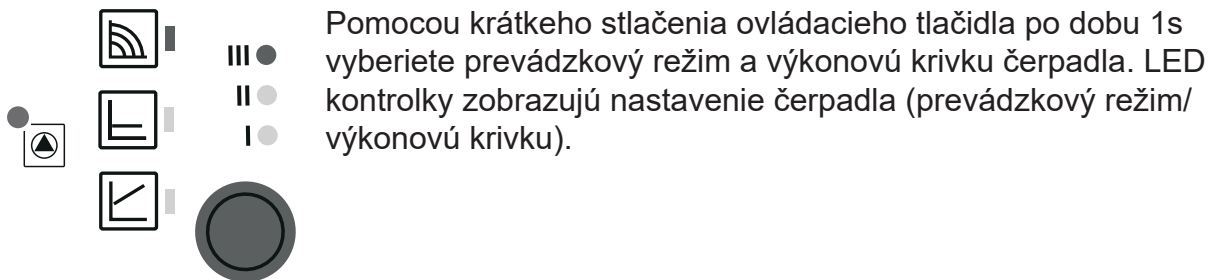 III
II
I
Pomocou krátkeho stlačenia ovládacieho tlačidla po dobu 1s
vyberiete prevádzkový režim a výkonovú krivku čerpadla. LED
kontrolky zobrazujú nastavenie čerpadla (prevádzkový režim/
výkonovú krivku).